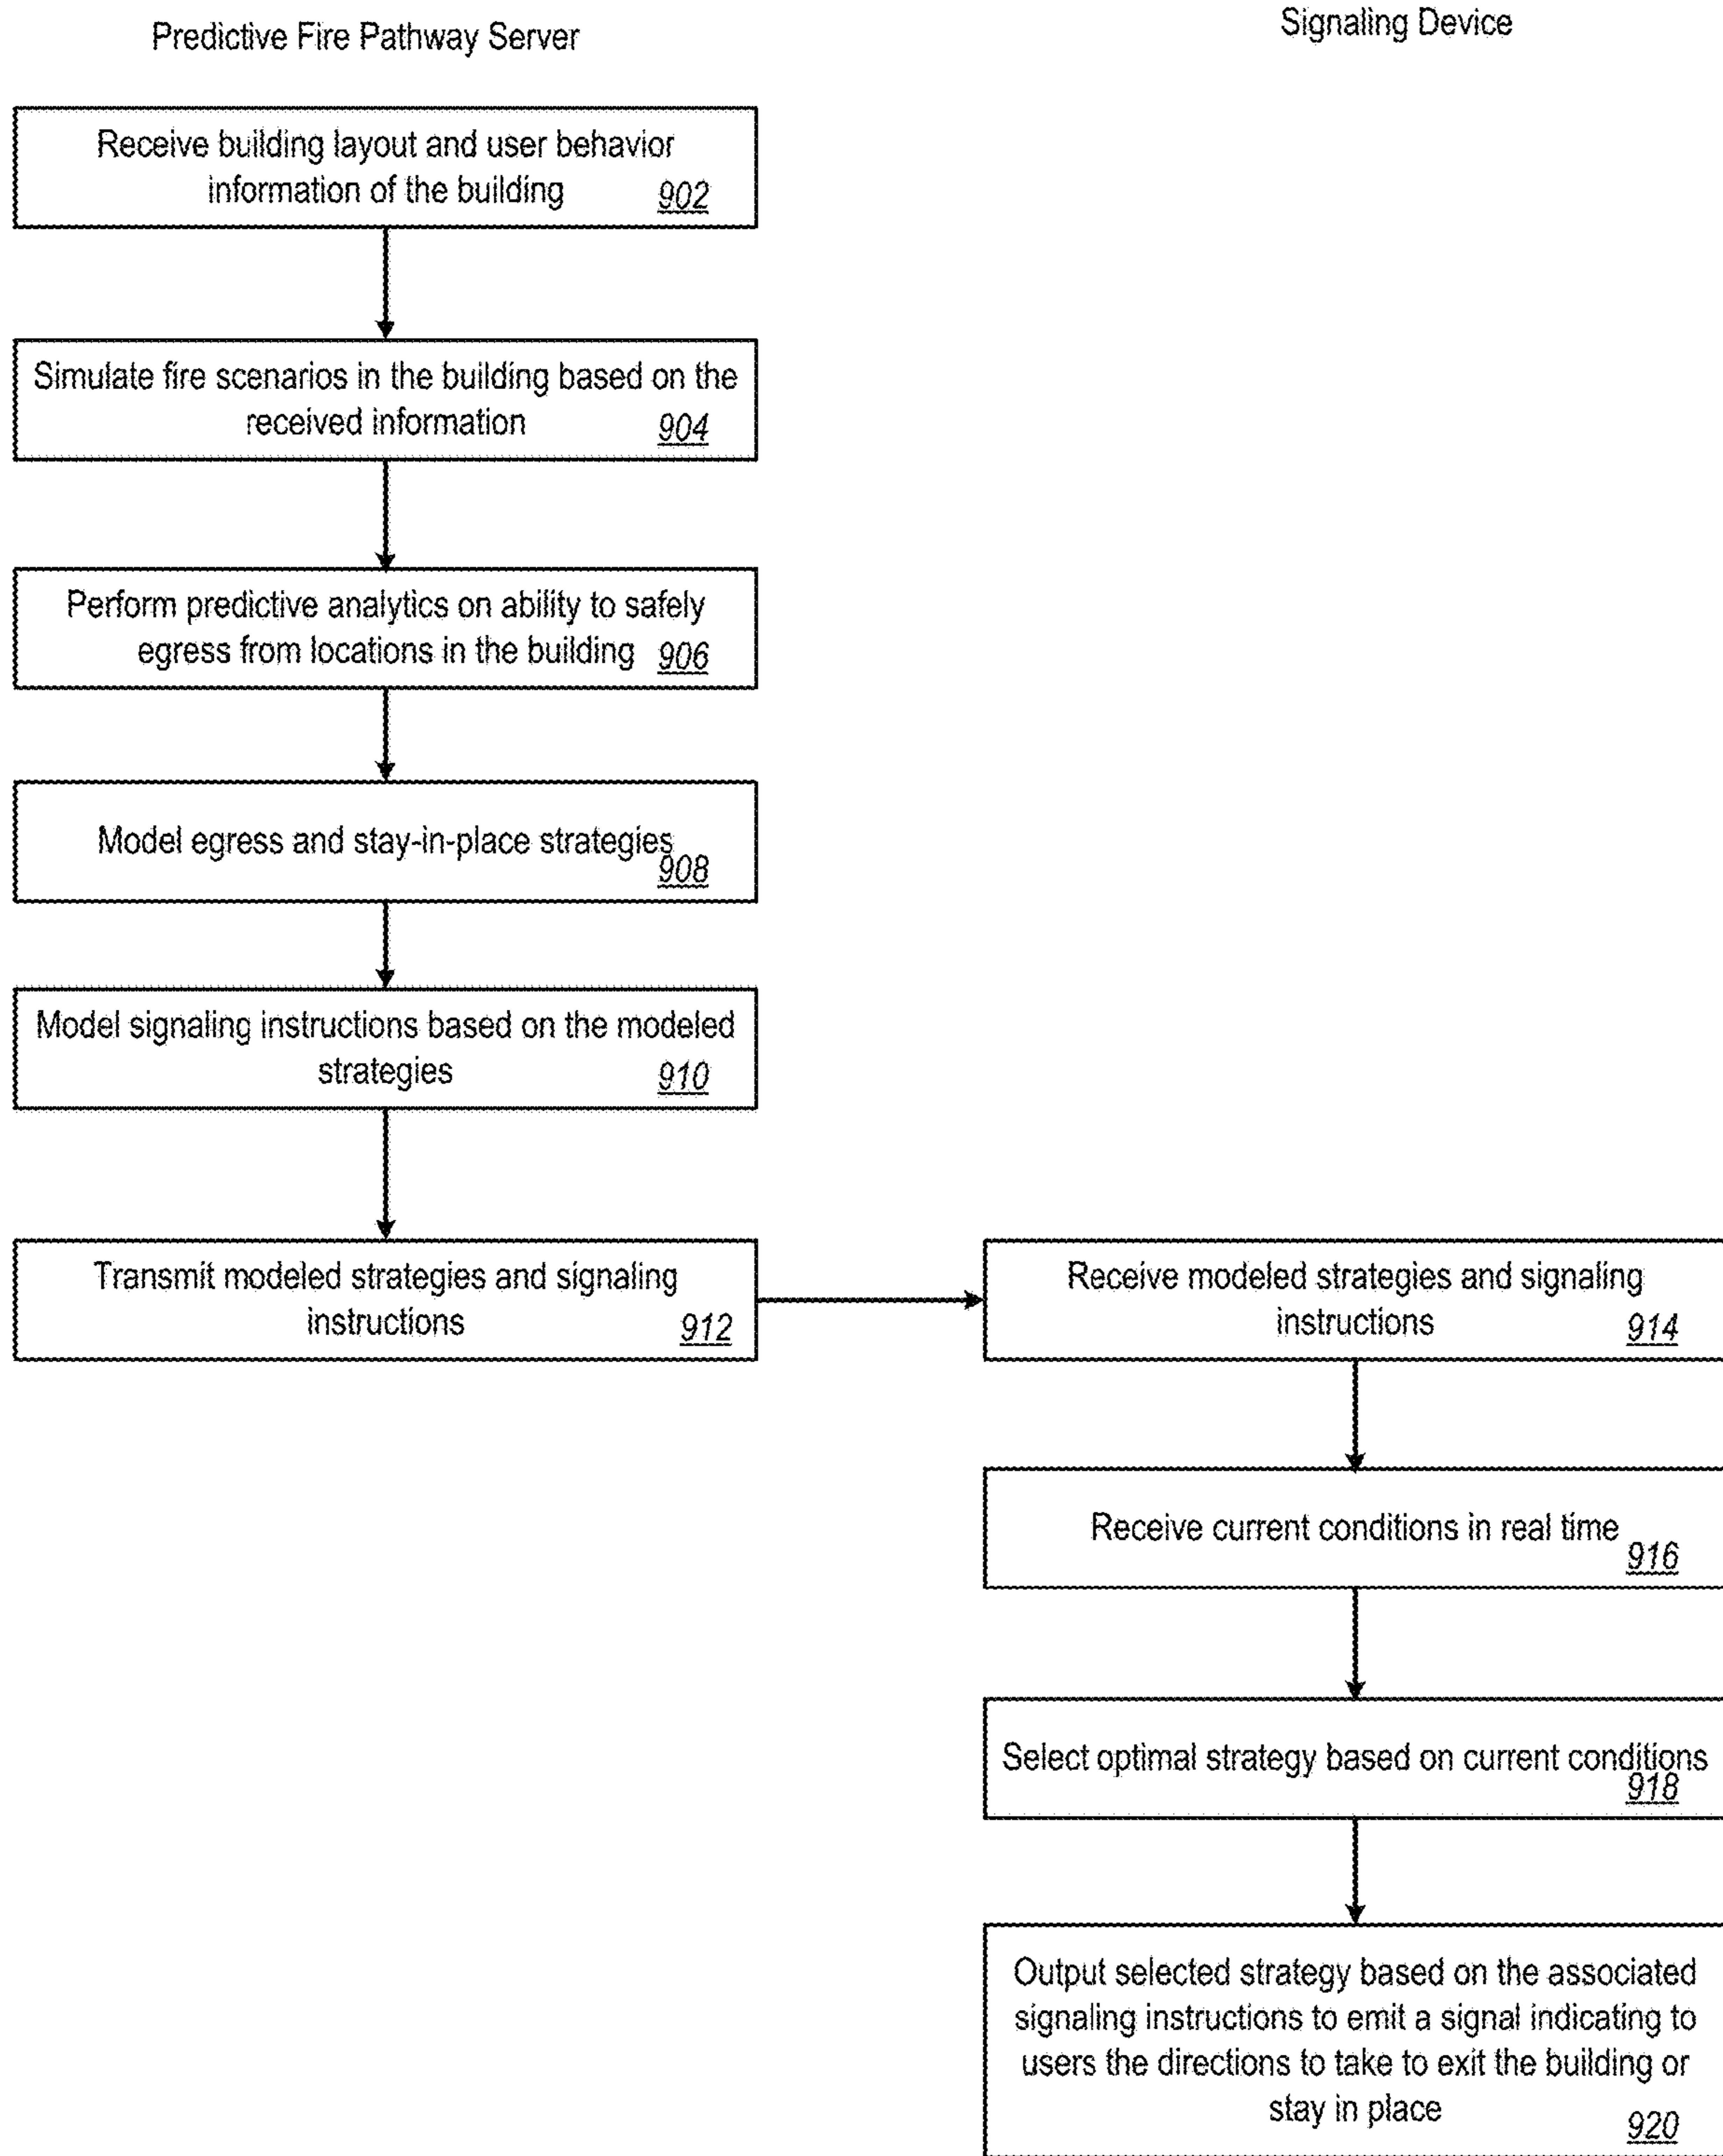 Predictive Fire Pathway Server
Signaling Device
Receive building layout and user behavior
information of the building 902
Simulate fire scenarios in the building based on the
received information 904
Perform predictive analytics on ability to safely
egress from locations in the building 906
Model egress and stay-in-place strategies
908
Model signaling instructions based on the modeled
strategies 910
Transmit modeled strategies and signaling
instructions 912
Receive modeled strategies and signaling
instructions 914
Receive current conditions in real time
916
Select optimal strategy based on current conditions
918
Output selected strategy based on the associated
signaling instructions to emit a signal indicating to
users the directions to take to exit the building or
stay in place 920